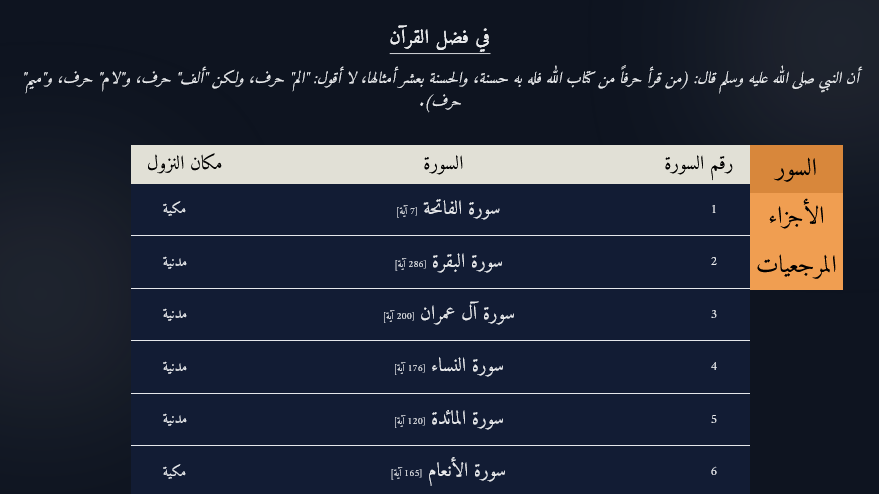 في فضل القرآن
أن النبي صلى الله عليه وسلم قال: (من قرأ حرفاً من كتاب الله فله به حسنة، والحسنة بعشر أمثالها، لا أقول: "الم" حرف، ولكن "ألف" حرف، و"لام" حرف، و"ميم"
حرف).
السور
الأجزاء
المرجعيات
رقم السورة السورة مكان النزول
1 سورة الفاتحة [7 آية] مكية
2 سورة البقرة [286 آية] مدنية
3 سورة آل عمران [200 آية] مدنية
4 سورة النساء [176 آية] مدنية
5 سورة المائدة [120 آية] مدنية
6 سورة الأنعام [165 آية] مكية